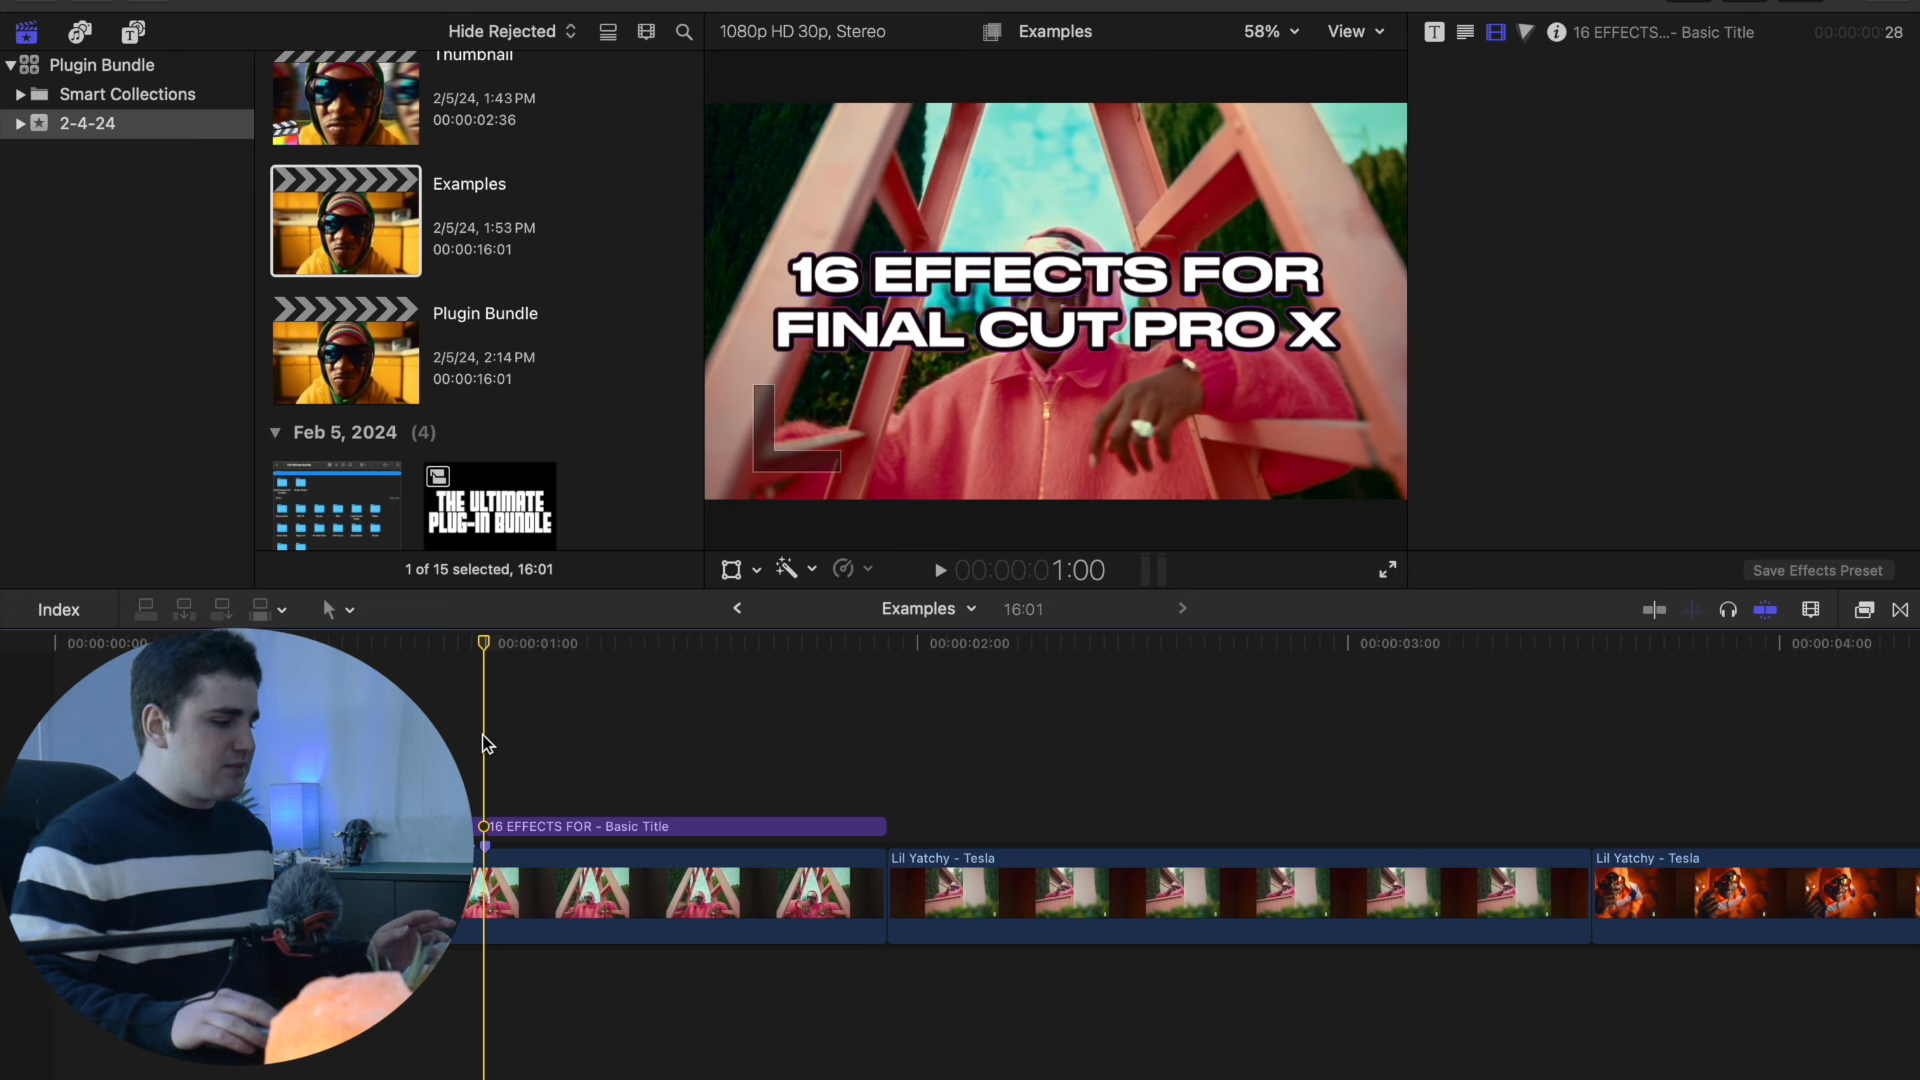 Hide Rejected
1080p HD 30p, Stereo
Examples
58%
View
16 EFFECTS...- Basic Title
00:00:00:28
Plugin Bundle
Smart Collections
2-4-24
Thumbnail
2/5/24, 1:43 PM
00:00:02:36
Examples
2/5/24, 1:53 PM
00:00:16:01
Plugin Bundle
2/5/24, 2:14 PM
00:00:16:01
Feb 5, 2024 (4)
THE ULTIMATE
PLUG-IN BUNDLE
1 of 15 selected, 16:01
16 EFFECTS FOR
FINAL CUT PRO X
00:00:01:00
Save Effects Preset
Index
Examples
16:01
00:00:00:00
00:00:01:00
00:00:02:00
00:00:03:00
00:00:04:00
16 EFFECTS FOR - Basic Title
Lil Yatchy - Tesla
Lil Yatchy - Tesla